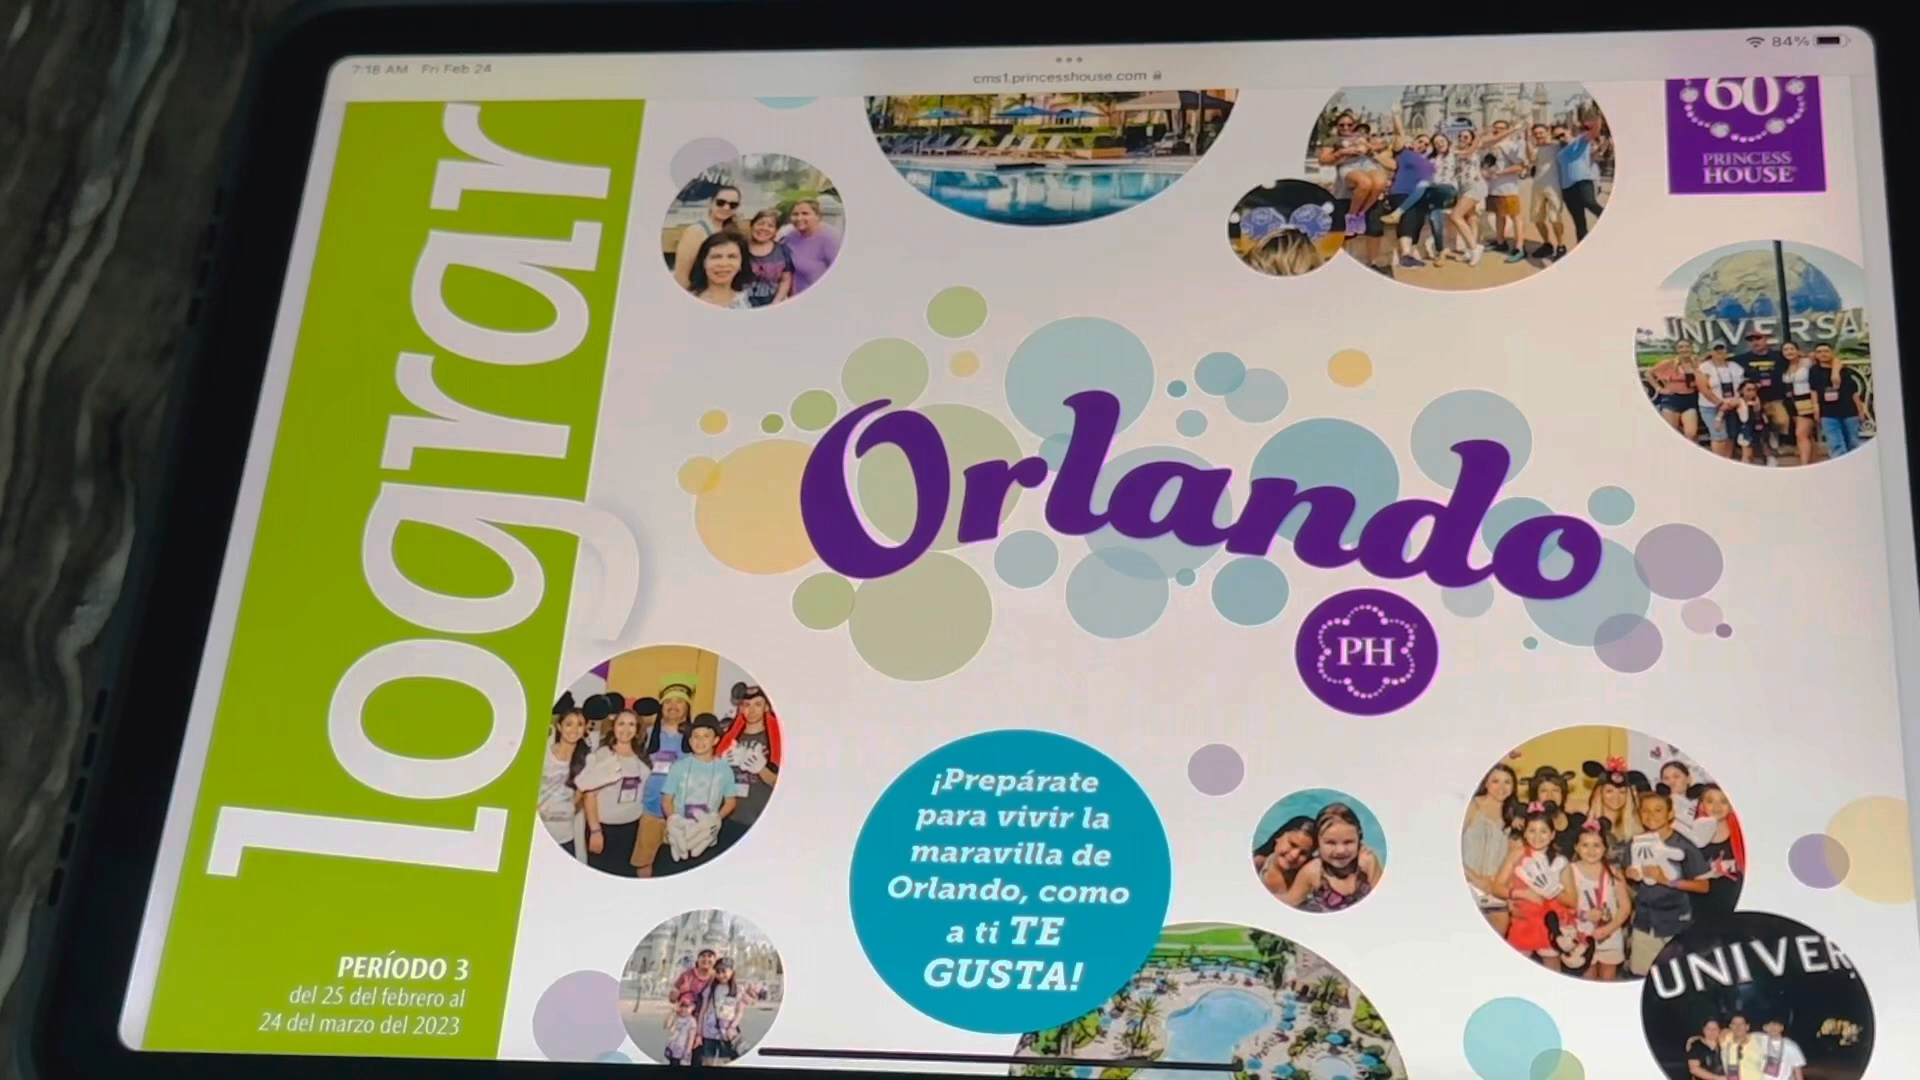 7:18 AM Fri Feb 24
84%
cms1.princesshouse.com
lograr
60
PRINCESS
HOUSE
UNIVERSA
Orlando
PH
¡Prepárate
para vivir la
maravilla de
Orlando, como
a ti TE
GUSTA!
UNIVER
PERÍODO 3
del 25 del febrero al
24 del marzo del 2023